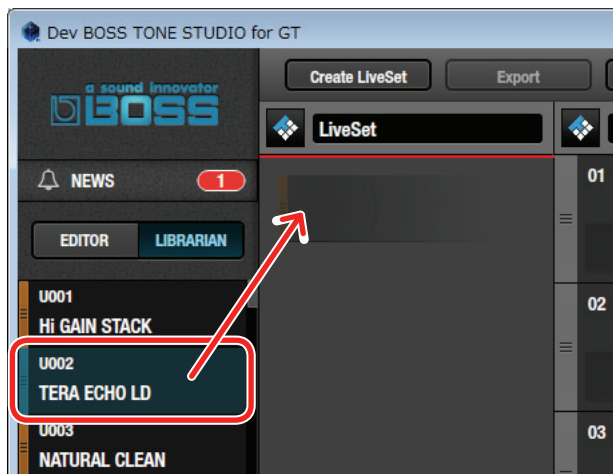 Dev BOSS TONE STUDIO for GT
a sound innovator
BOSS
Create LiveSet
Export
LiveSet
NEWS
1
EDITOR
LIBRARIAN
U001
Hi GAIN STACK
U002
TERA ECHO LD
U003
NATURAL CLEAN
01
02
03